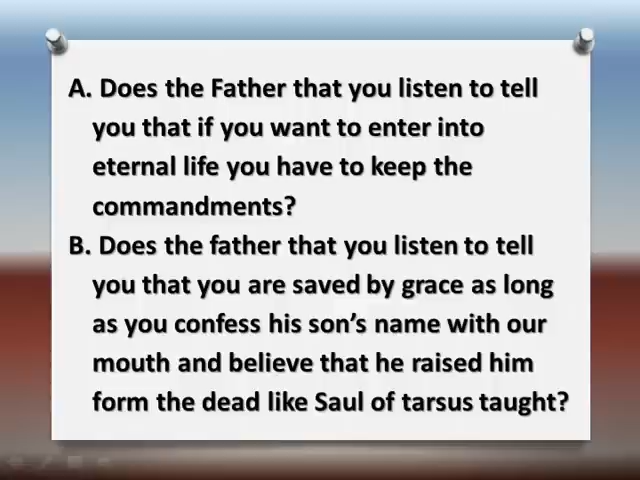 A. Does the Father that you listen to tell
you that if you want to enter into
eternal life you have to keep the
commandments?
B. Does the father that you listen to tell
you that you are saved by grace as long
as you confess his son's name with our
mouth and believe that he raised him
form the dead like Saul of tarsus taught?